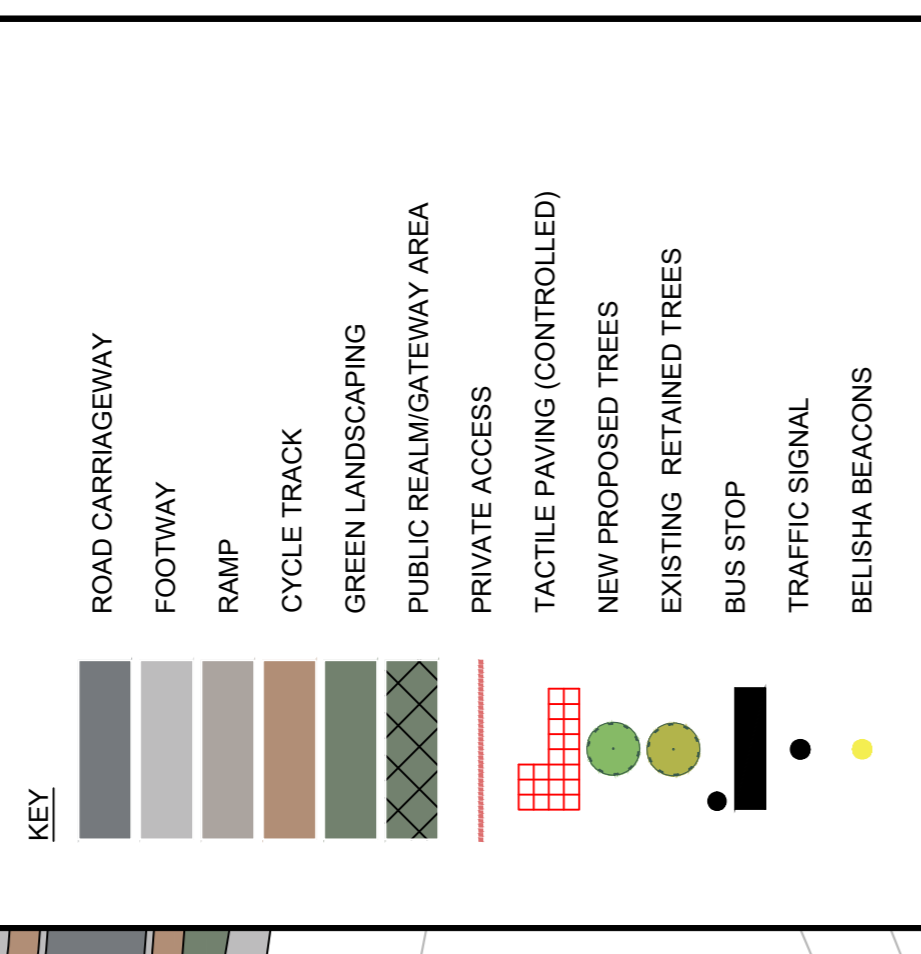 KEY
ROAD CARRIAGEWAY
FOOTWAY
RAMP
CYCLE TRACK
GREEN LANDSCAPING
PUBLIC REALM/GATEWAY AREA
PRIVATE ACCESS
TACTILE PAVING (CONTROLLED)
NEW PROPOSED TREES
EXISTING  RETAINED TREES
BUS STOP
TRAFFIC SIGNAL
BELISHA BEACONS